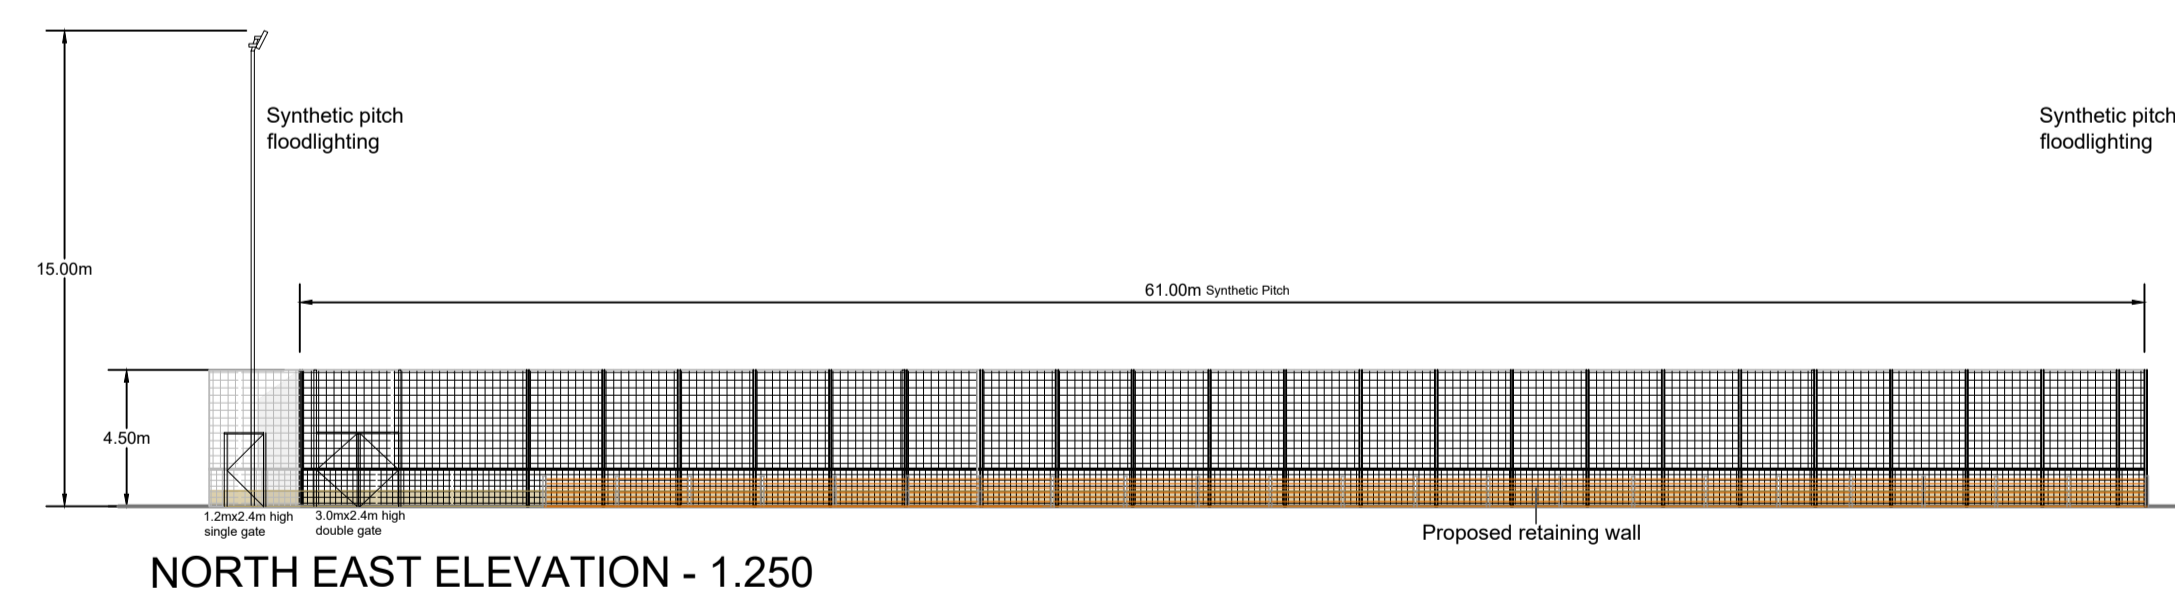 Synthetic pitch
floodlighting
Synthetic pitch
floodlighting
15.00m
61.00m Synthetic Pitch
4.50m
1.2mx2.4m high
single gate
3.0mx2.4m high
double gate
Proposed retaining wall
NORTH EAST ELEVATION - 1.250